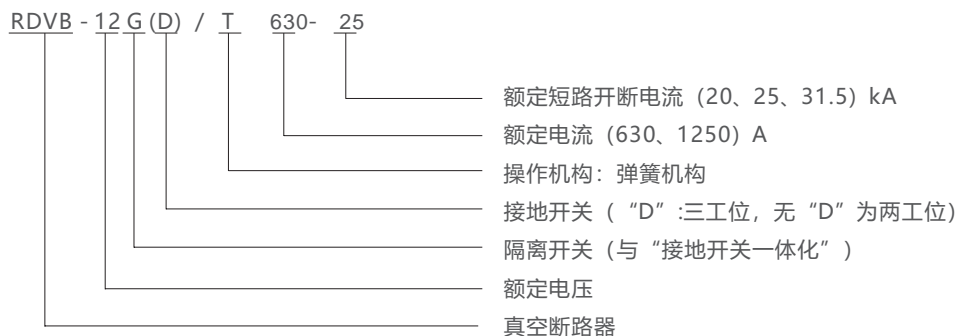 RDVB - 12 G (D) / T 630- 25
额定短路开断电流（20、25、31.5）kA
额定电流（630、1250）A
操作机构：弹簧机构
接地开关（“D”:三工位，无“D”为两工位）
隔离开关（与“接地开关一体化”）
额定电压
真空断路器